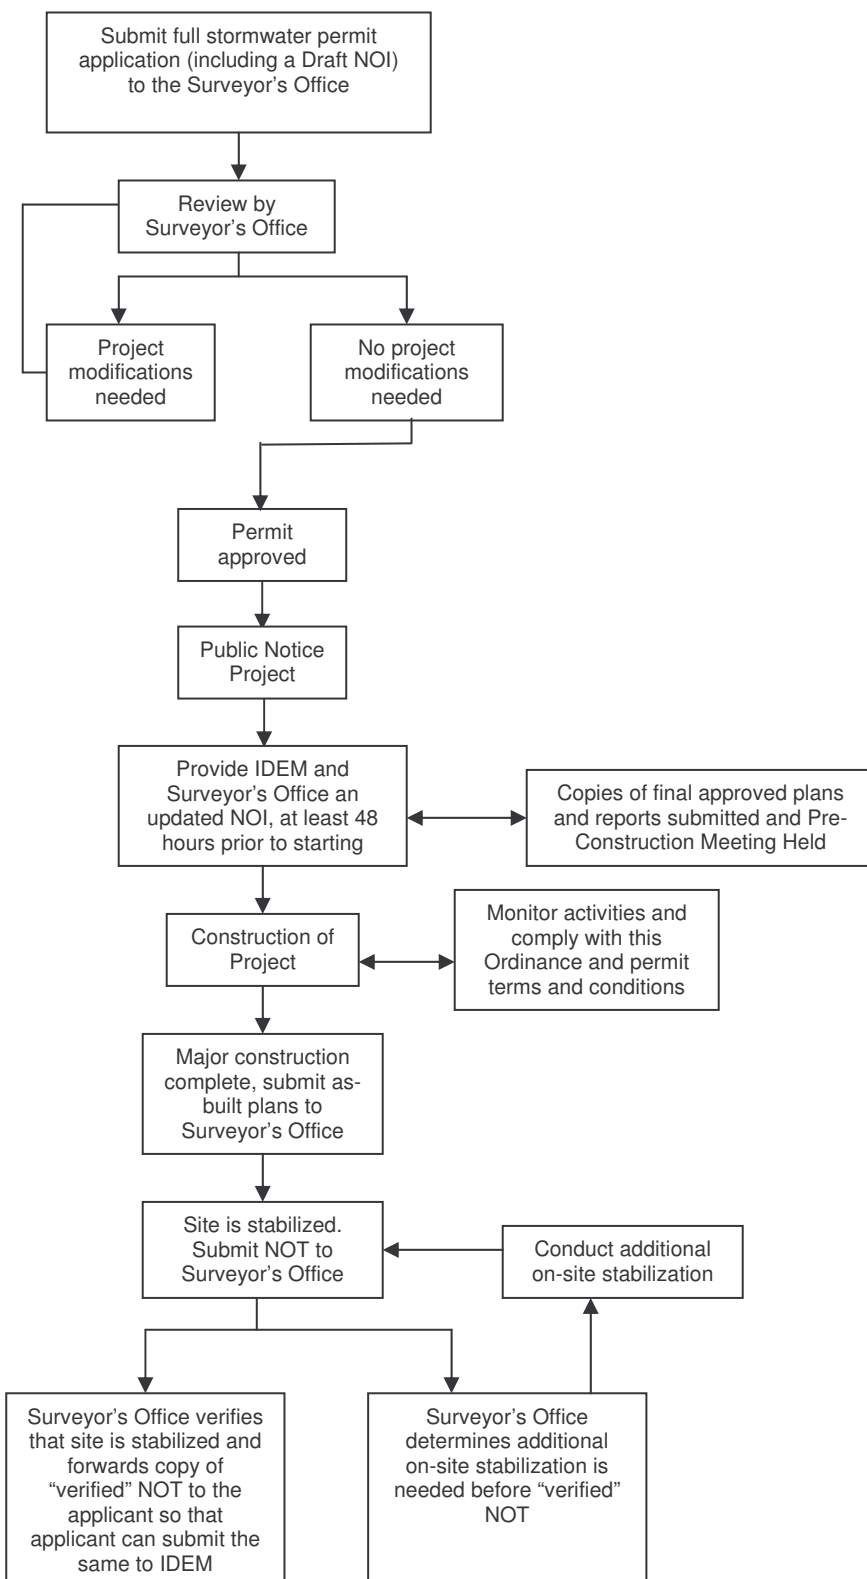 Submit full stormwater permit
application (including a Draft NOI)
to the Surveyor’s Office
Review by
Surveyor’s Office
Project
modifications
needed
No project
modifications
needed
Permit
approved
Public Notice
Project
Provide IDEM and
Surveyor’s Office an
updated NOI, at least 48
hours prior to starting
Copies of final approved plans
and reports submitted and Pre-
Construction Meeting Held
Construction of
Project
Monitor activities and
comply with this
Ordinance and permit
terms and conditions
Major construction
complete, submit as-
built plans to
Surveyor’s Office
Site is stabilized.
Submit NOT to
Surveyor’s Office
Conduct additional
on-site stabilization
Surveyor’s Office verifies
that site is stabilized and
forwards copy of
“verified” NOT to the
applicant so that
applicant can submit the
same to IDEM
Surveyor’s Office
determines additional
on-site stabilization is
needed before “verified”
NOT